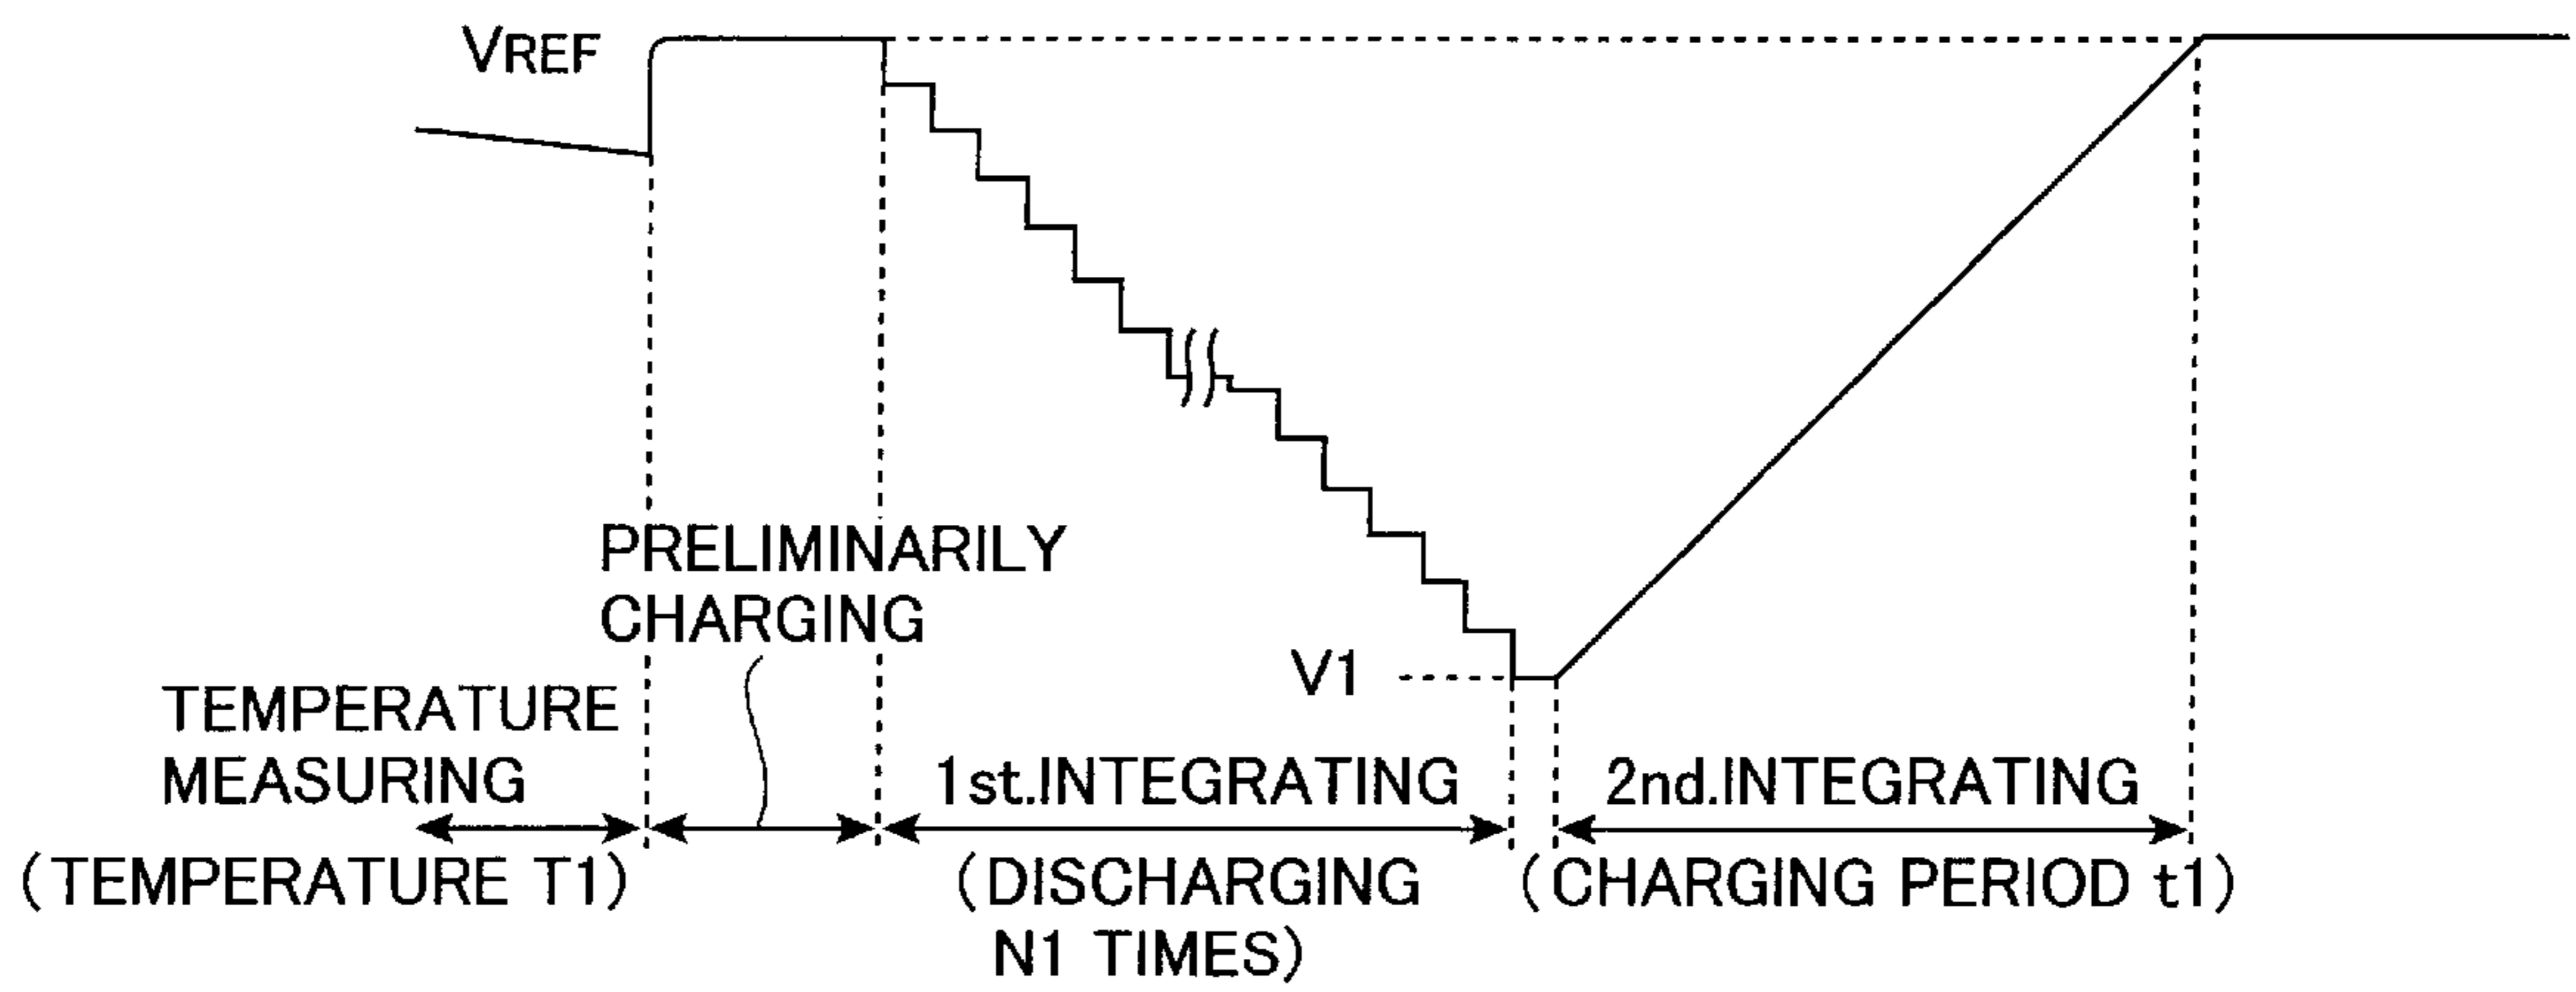 VREF
PRELIMINARILY
CHARGING
V1
TEMPERATURE
MEASURING
1st.INTEGRATING
2nd.INTEGRATING
(TEMPERATURE T1)
(DISCHARGING
N1 TIMES)
(CHARGING PERIOD t1)